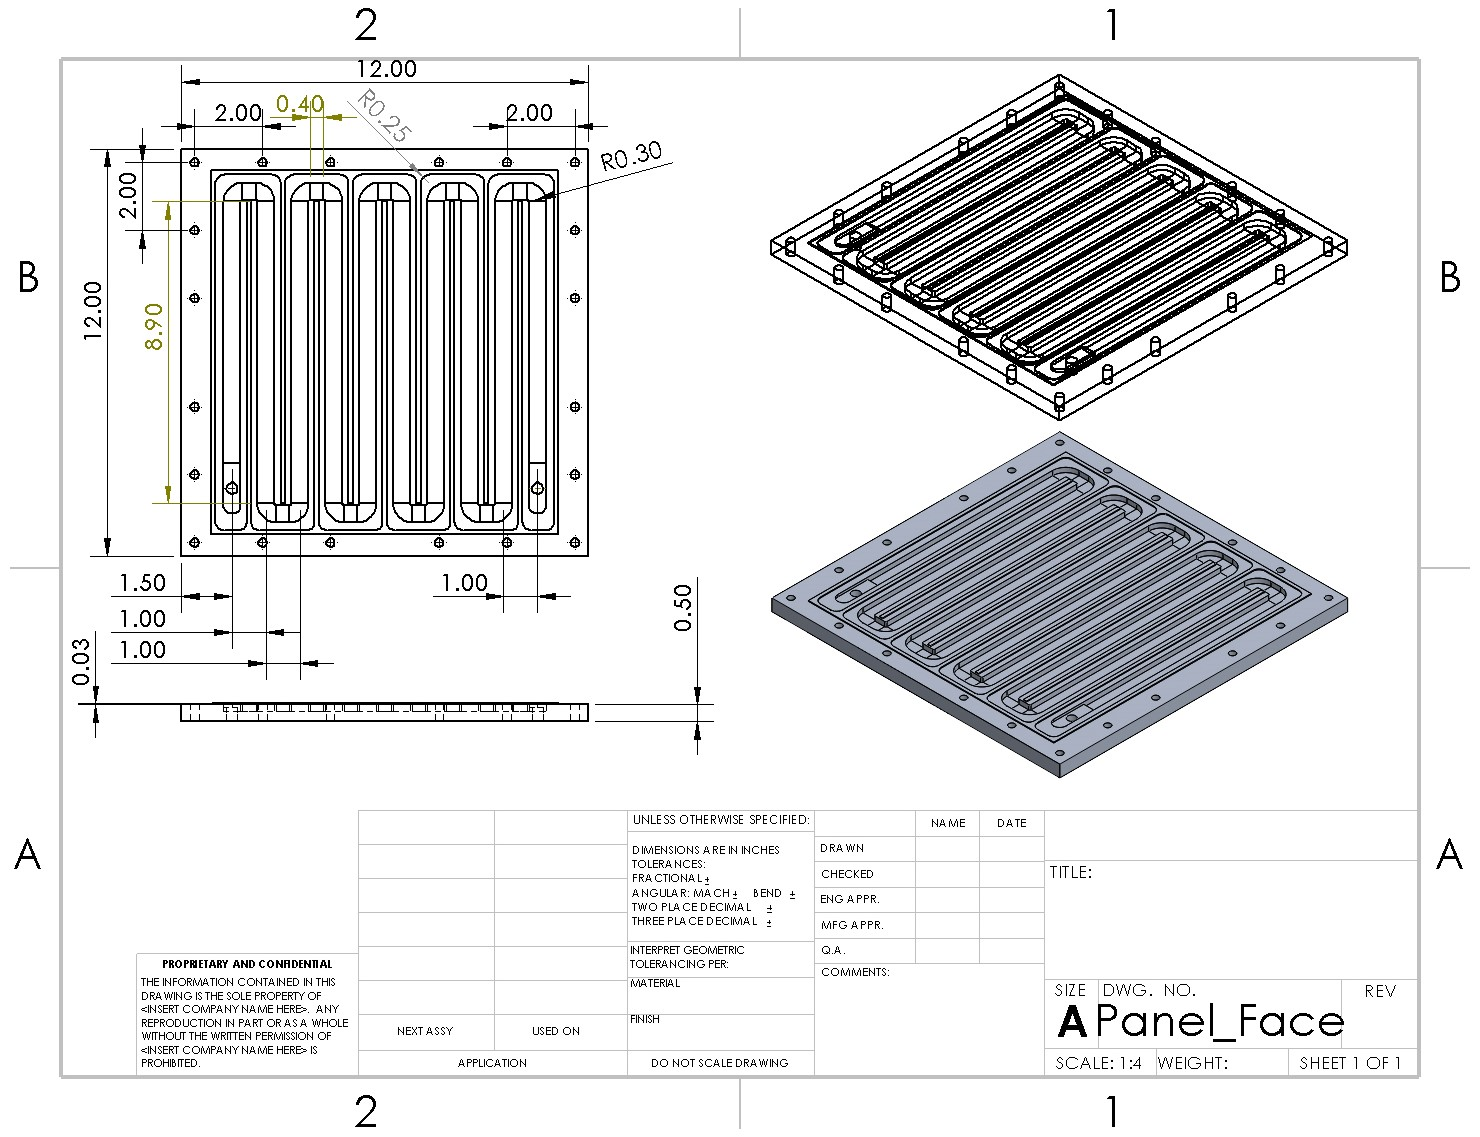 2
1
12.00
2.00
0.40
R0.25
2.00
R0.30
2.00
B
B
12.00
8.90
1.50
1.00
1.00
1.00
0.50
0.03
A
A
UNLESS OTHERWISE SPECIFIED:
DIMENSIONS ARE IN INCHES
TOLERANCES:
FRACTIONAL ±
ANGULAR: MACH ± BEND ±
TWO PLACE DECIMAL ±
THREE PLACE DECIMAL ±
INTERPRET GEOMETRIC
TOLERANCING PER:
MATERIAL
FINISH
DO NOT SCALE DRAWING
NAME
DATE
DRAWN
CHECKED
ENG APPR.
MFG APPR.
Q.A.
COMMENTS:
TITLE:
SIZE
DWG. NO.
REV
A
Panel_Face
SCALE: 1:4
WEIGHT:
SHEET 1 OF 1
PROPRIETARY AND CONFIDENTIAL
THE INFORMATION CONTAINED IN THIS
DRAWING IS THE SOLE PROPERTY OF
<INSERT COMPANY NAME HERE>. ANY
REPRODUCTION IN PART OR AS A WHOLE
WITHOUT THE WRITTEN PERMISSION OF
<INSERT COMPANY NAME HERE> IS
PROHIBITED.
NEXT ASSY
USED ON
APPLICATION
2
1